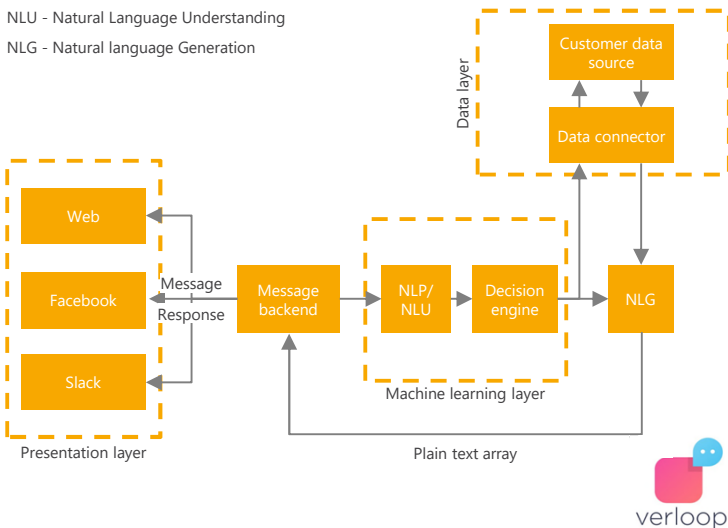 NLU - Natural Language Understanding
NLG - Natural language Generation
Customer data
source
Data layer
Data connector
Web
Message
Facebook
Response
Slack
Presentation layer
Message
backend
NLP/
NLU
Decision
engine
Machine learning layer
NLG
Plain text array
verloop